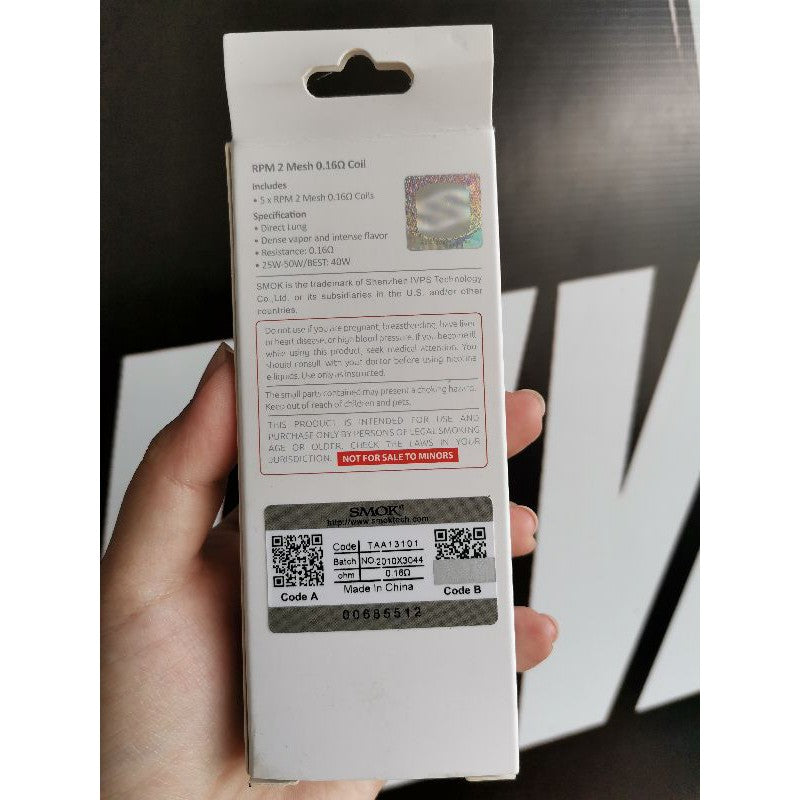 RPM 2 Mesh 0.16Ω Coil
Includes
• 5 x RPM 2 Mesh 0.16Ω Coils
Specification
• Direct Lung
• Dense vapor and intense flavor
• Resistance: 0.16Ω
• 25W-50W/BEST: 40W
SMOK is the trademark of Shenzhen IVPS Technology
Co.,Ltd. or its subsidiaries in the U.S. and/or other
countries.
Do not use if you are pregnant, breastfeeding, have liver
or heart disease, or high blood pressure. If you become ill
while using this product, seek medical attention. You
should consult with your doctor before using nicotine
e-liquids. Use only as instructed.
The small parts contained may present a choking hazard.
Keep out of reach of children and pets.
THIS PRODUCT IS INTENDED FOR USE AND
PURCHASE ONLY BY PERSONS OF LEGAL SMOKING
AGE OR OLDER, CHECK THE LAWS IN YOUR
JURISDICTION. NOT FOR SALE TO MINORS
SMOK®
http://www.smoktech.com
Code TAA13101
Batch NO.2010X3044
ohm 0.16Ω
Made in China
Code A
Code B
00685512